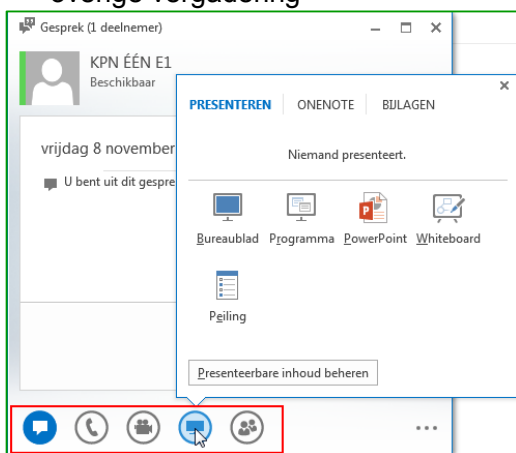 overige vergadering
Gesprek (1 deelnemer)
KPN ÉÉN E1
Beschikbaar
PRESENTEREN ONENOTE BIJLAGEN
vrijdag 8 november
Niemand presenteert.
U bent uit dit gespre
Bureaublad Programma PowerPoint Whiteboard
Peiling
Presenteerbare inhoud beheren